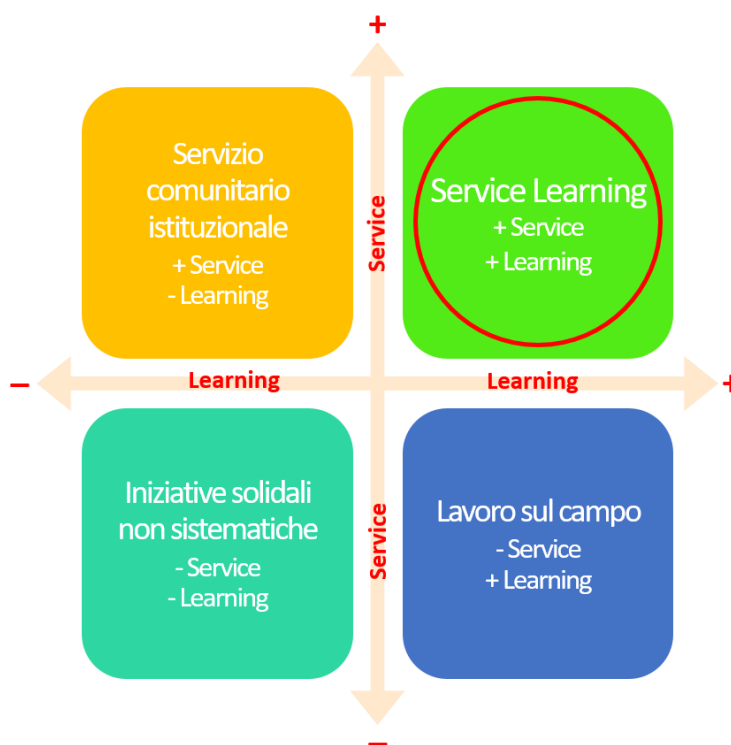 +
Servizio
comunitario
istituzionale
+ Service
- Learning
Service
Service Learning
+ Service
+ Learning
–
Learning
Learning
+
Iniziative solidali
non sistematiche
- Service
- Learning
Service
Lavoro sul campo
- Service
+ Learning
–